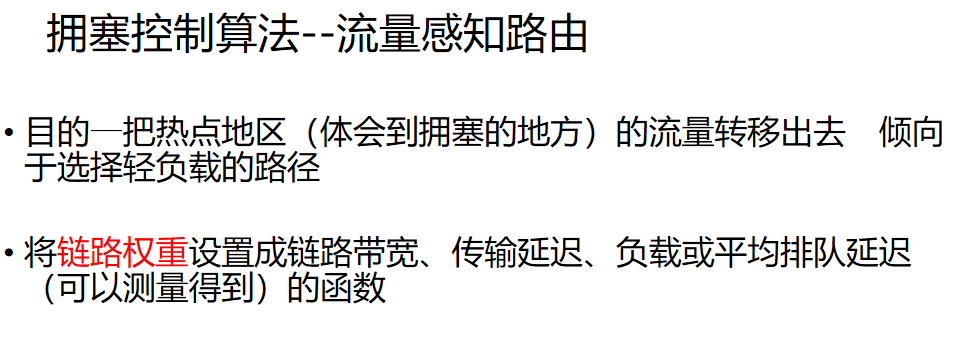 拥塞控制算法--流量感知路由
• 目的—把热点地区（体会到拥塞的地方）的流量转移出去　倾向
于选择轻负载的路径
• 将链路权重设置成链路带宽、传输延迟、负载或平均排队延迟
（可以测量得到）的函数